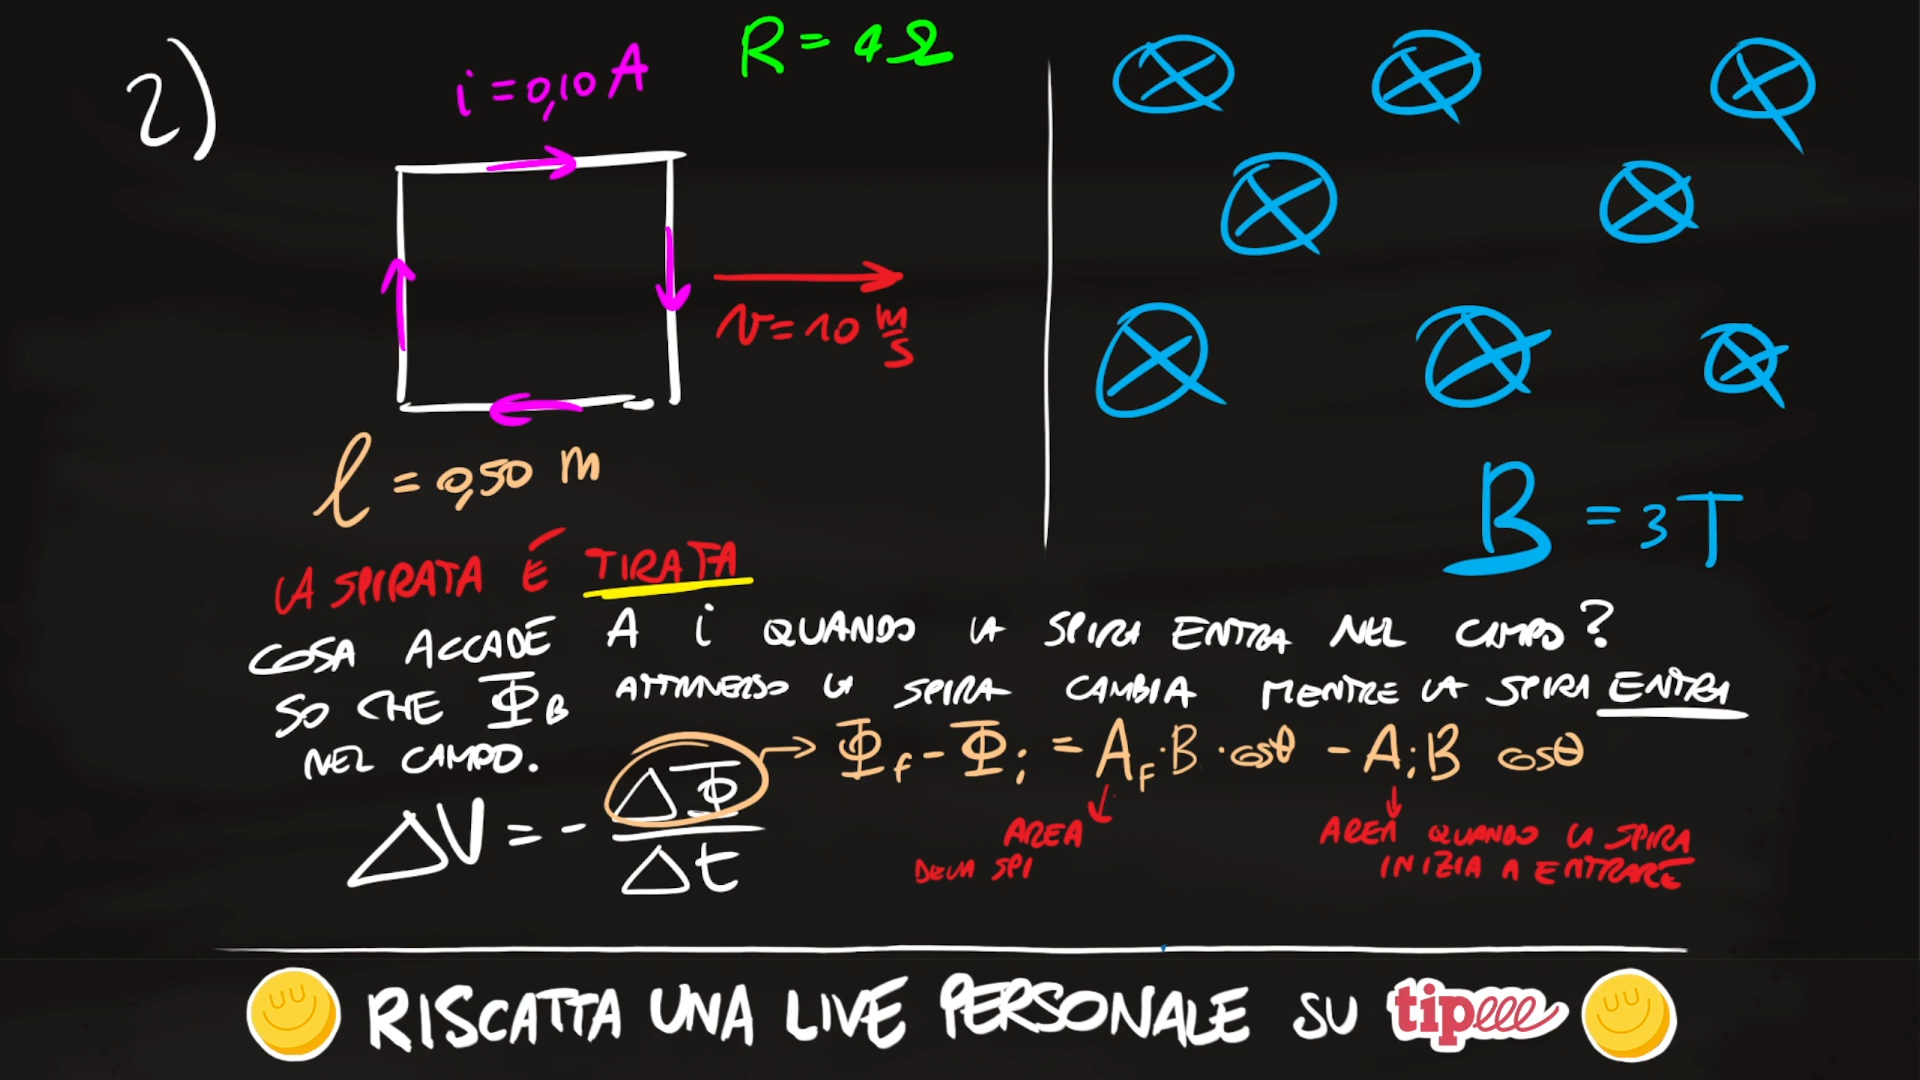 2)
i = 0,10 A
R = 4 Ω
v = 10 m/s
l = 0,50 m
B = 3 T
LA SPIRATA È TIRATA
COSA ACCADE A i QUANDO LA SPIRA ENTRA NEL CAMPO?
SO CHE Φ_B ATTRAVERSO LA SPIRA CAMBIA MENTRE LA SPIRA ENTRA
NEL CAMPO.
ΔV = - ΔΦ/Δt → Φ_f - Φ_i = A_F · B · cosθ - A_i B cosθ
AREA
DELLA SPI
AREA QUANDO LA SPIRA
INIZIA A ENTRARE
RISCATTA UNA LIVE PERSONALE SU tipeee